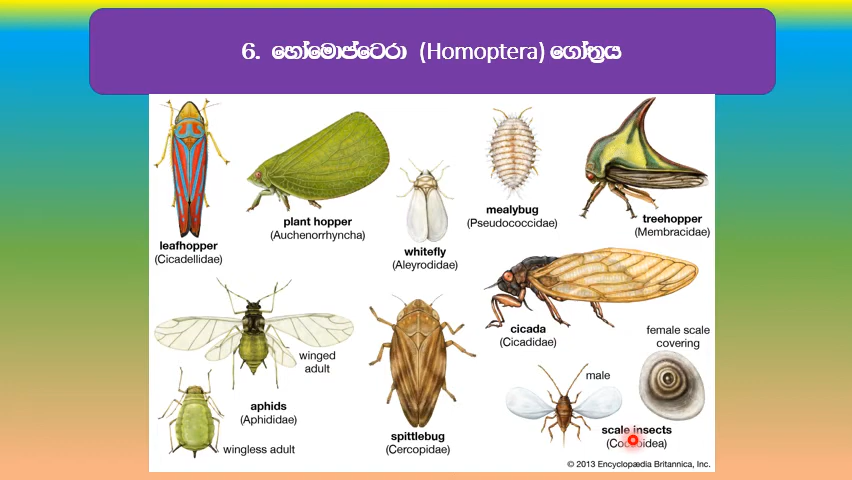 6. හෝමොප්ටෙරා (Homoptera) ගෝත්‍රය
leafhopper
(Cicadellidae)
plant hopper
(Auchenorrhyncha)
whitefly
(Aleyrodidae)
mealybug
(Pseudococcidae)
treehopper
(Membracidae)
cicada
(Cicadidae)
winged
adult
aphids
(Aphididae)
wingless adult
spittlebug
(Cercopidae)
male
female scale
covering
scale insects
© 2013 Encyclopædia Britannica, Inc.